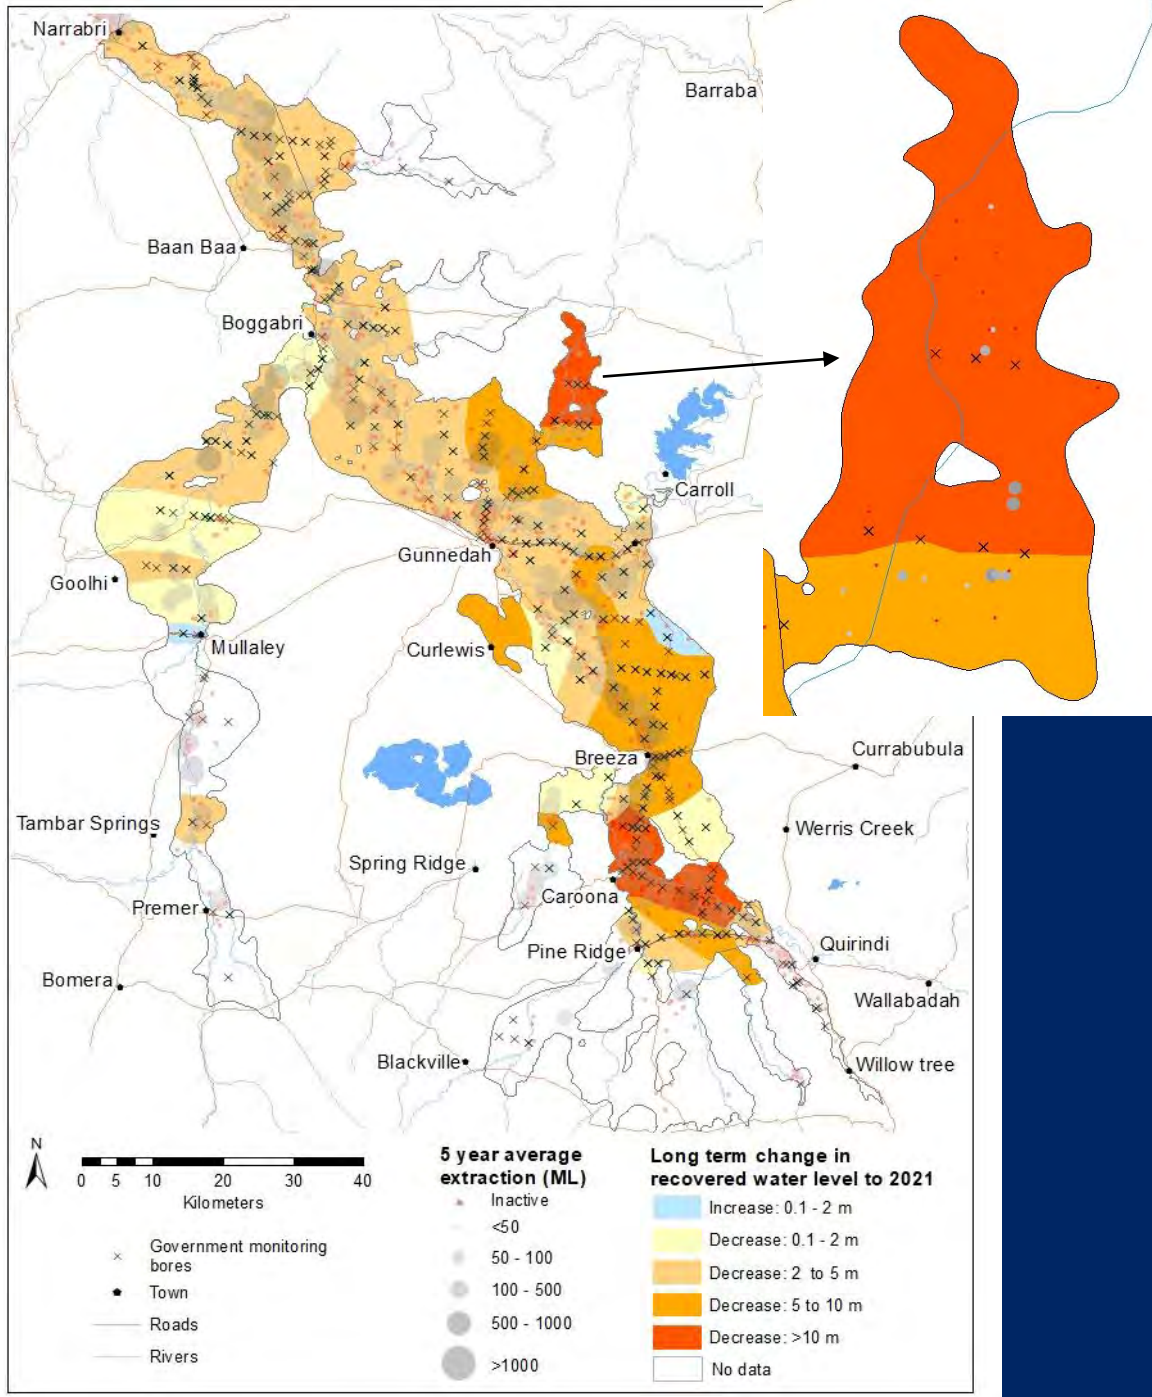 Narrabri
Barraba
Baan Baa
Boggabri
Carroll
Gunnedah
Goolhi
Mullaley
Curlewis
Breeza
Currabubula
Tambar Springs
Werris Creek
Spring Ridge
Caroona
Premer
Pine Ridge
Quirindi
Bomera
Wallabadah
Blackville
Willow tree
N
0 5 10 20 30 40
Kilometers
Government monitoring
bores
Town
Roads
Rivers
5 year average
extraction (ML)
Inactive
<50
50 - 100
100 - 500
500 - 1000
>1000
Long term change in
recovered water level to 2021
Increase: 0.1 - 2 m
Decrease: 0.1 - 2 m
Decrease: 2 to 5 m
Decrease: 5 to 10 m
Decrease: >10 m
No data